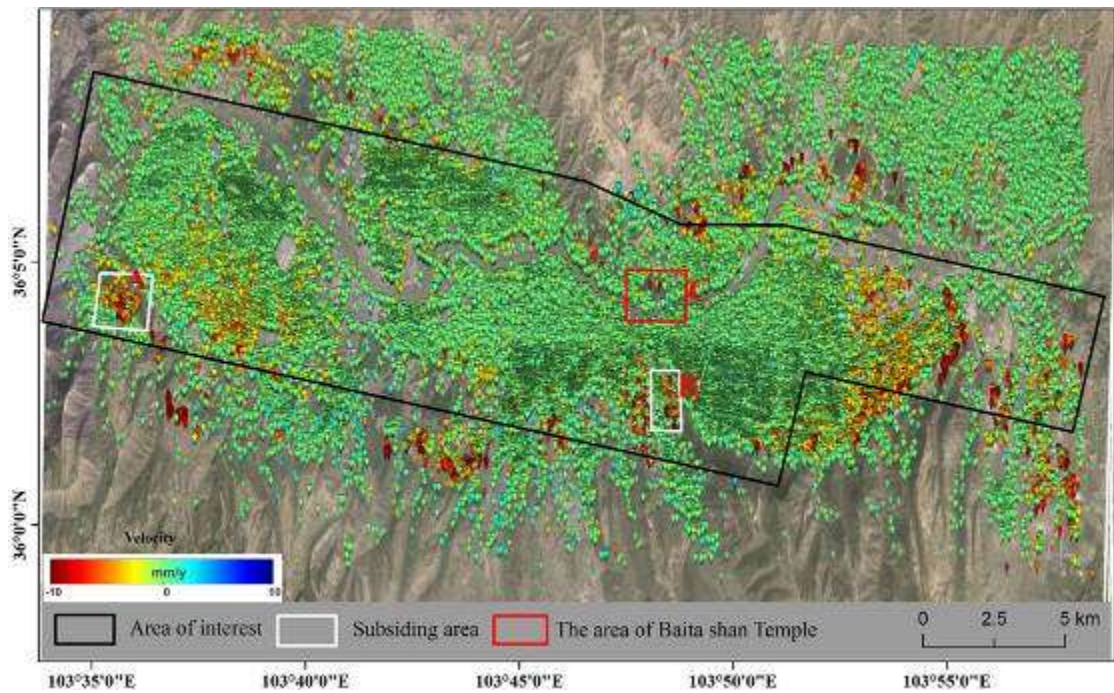 36°5'0"N
36°0'0"N
Velocity
mm/y
-10 0 10
Area of interest
Subsiding area
The area of Baita shan Temple
0 2.5 5 km
103°35'0"E 103°40'0"E 103°45'0"E 103°50'0"E 103°55'0"E